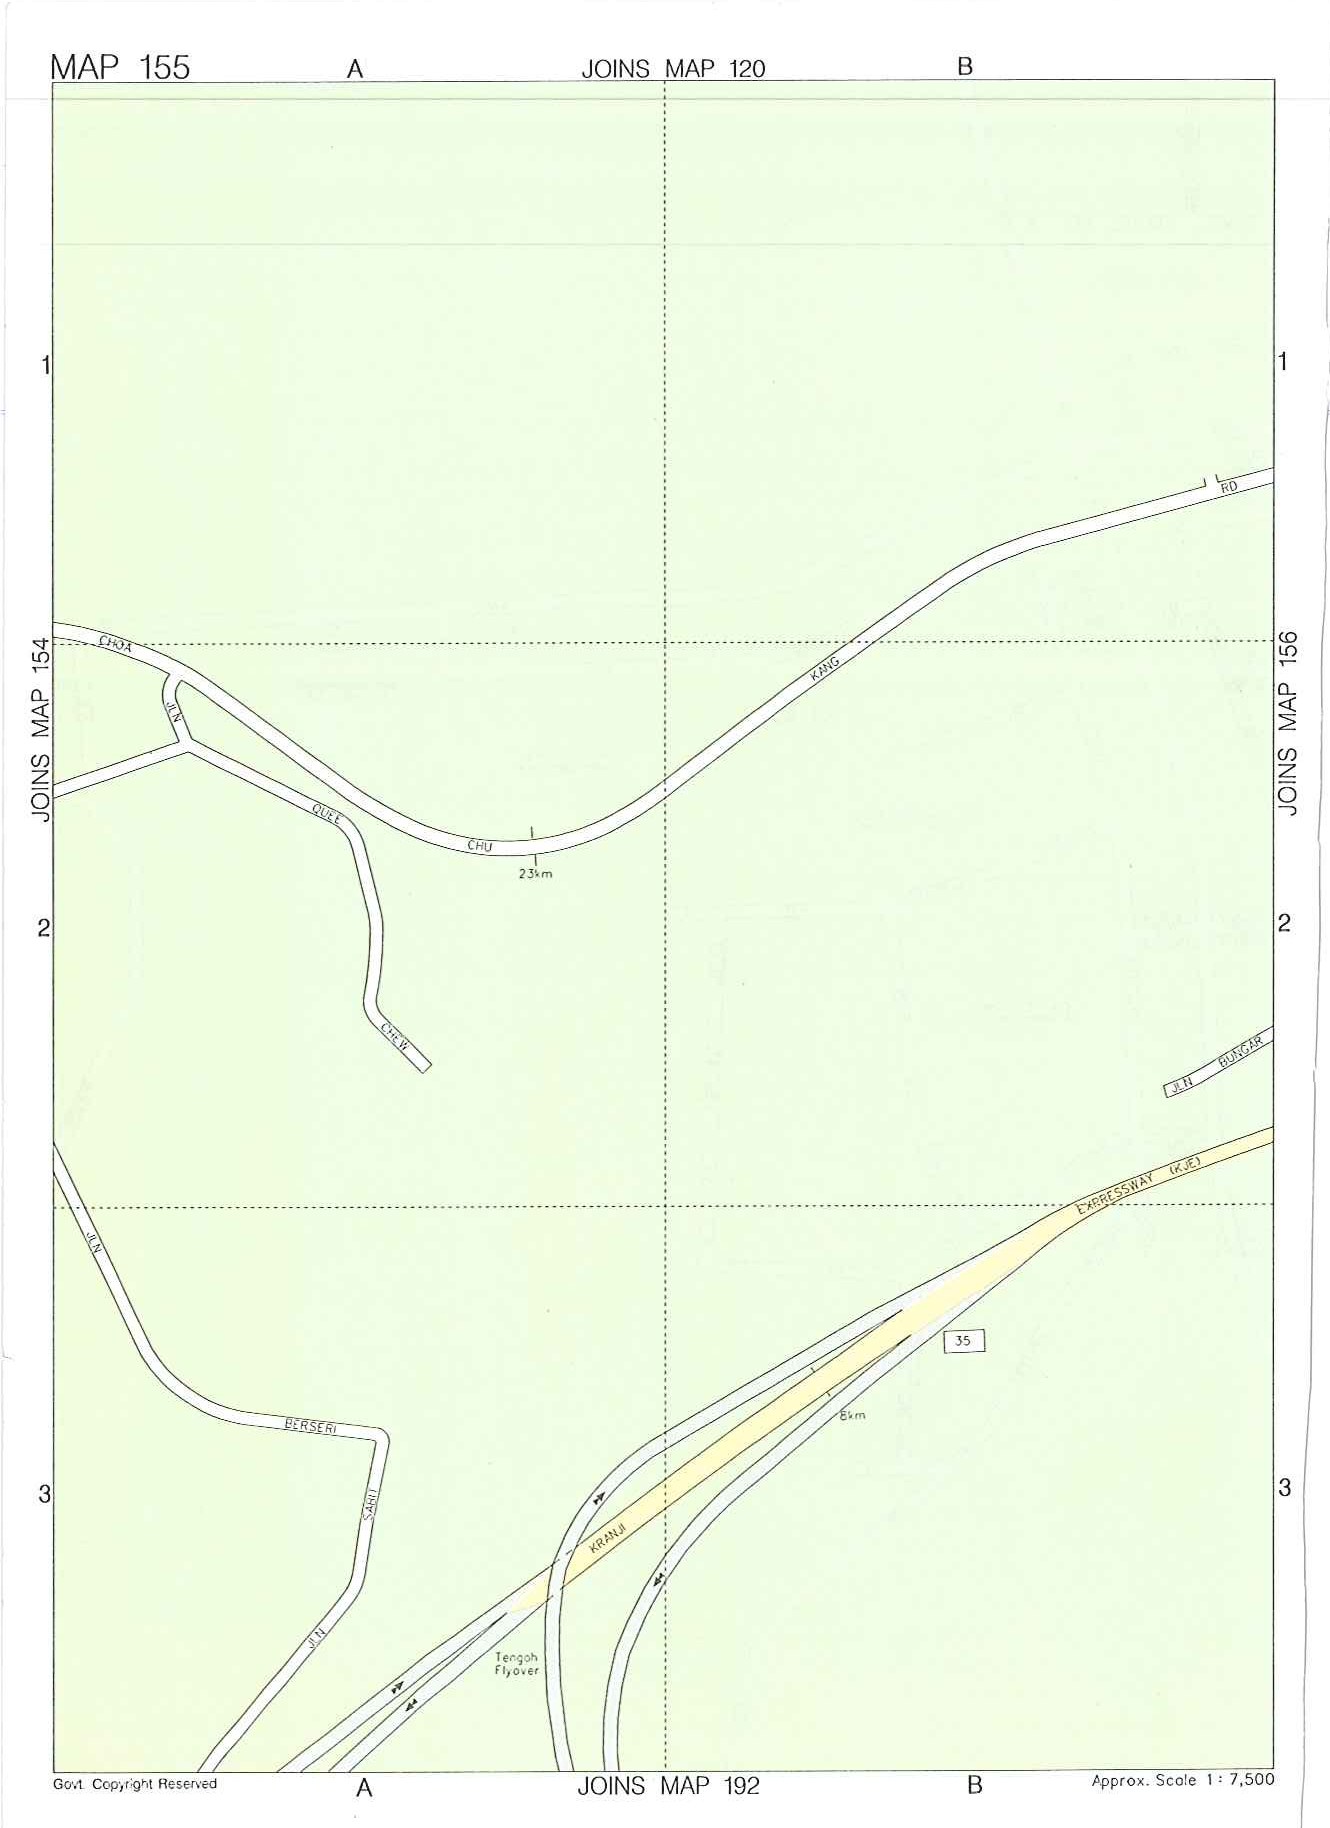 MAP 155
A
JOINS MAP 120
B
1
1
RD
CHOA
JOINS MAP 154
KANG
JOINS MAP 156
JLN
QUEE
CHU
23km
2
2
CHEW
JLN BUNGAR
EXPRESSWAY (KJE)
JLN
35
8km
BERSERI
3
3
SARI
KRANJI
JLN
Tengoh
Flyover
Govt. Copyright Reserved
A
JOINS MAP 192
B
Approx. Scale 1 : 7,500